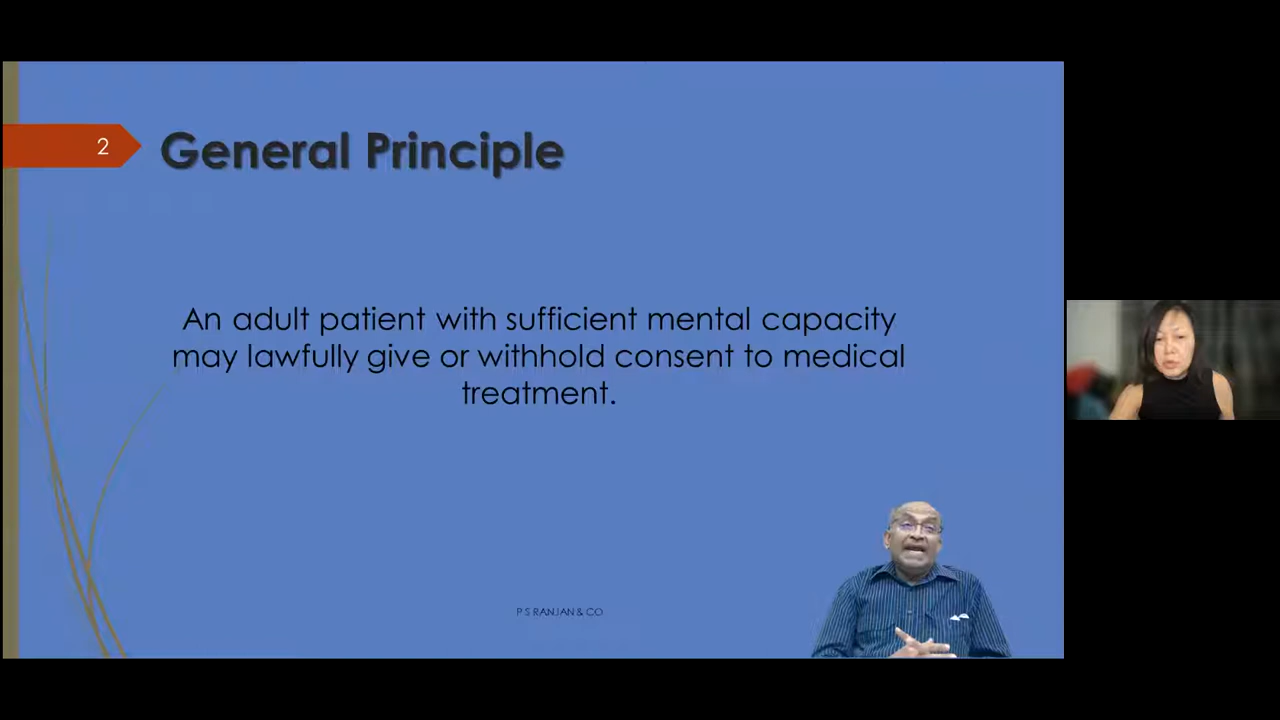 2
General Principle
An adult patient with sufficient mental capacity
may lawfully give or withhold consent to medical
treatment.
P S RANJAN & CO